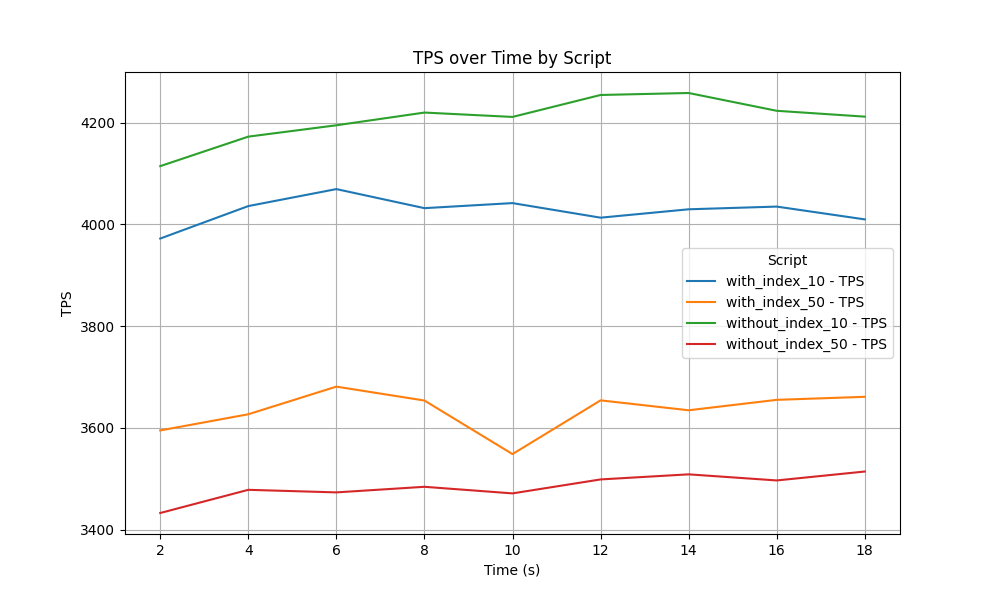 TPS over Time by Script
TPS
4200
4000
3800
3600
3400
Script
with_index_10 - TPS
with_index_50 - TPS
without_index_10 - TPS
without_index_50 - TPS
2 4 6 8 10 12 14 16 18
Time (s)